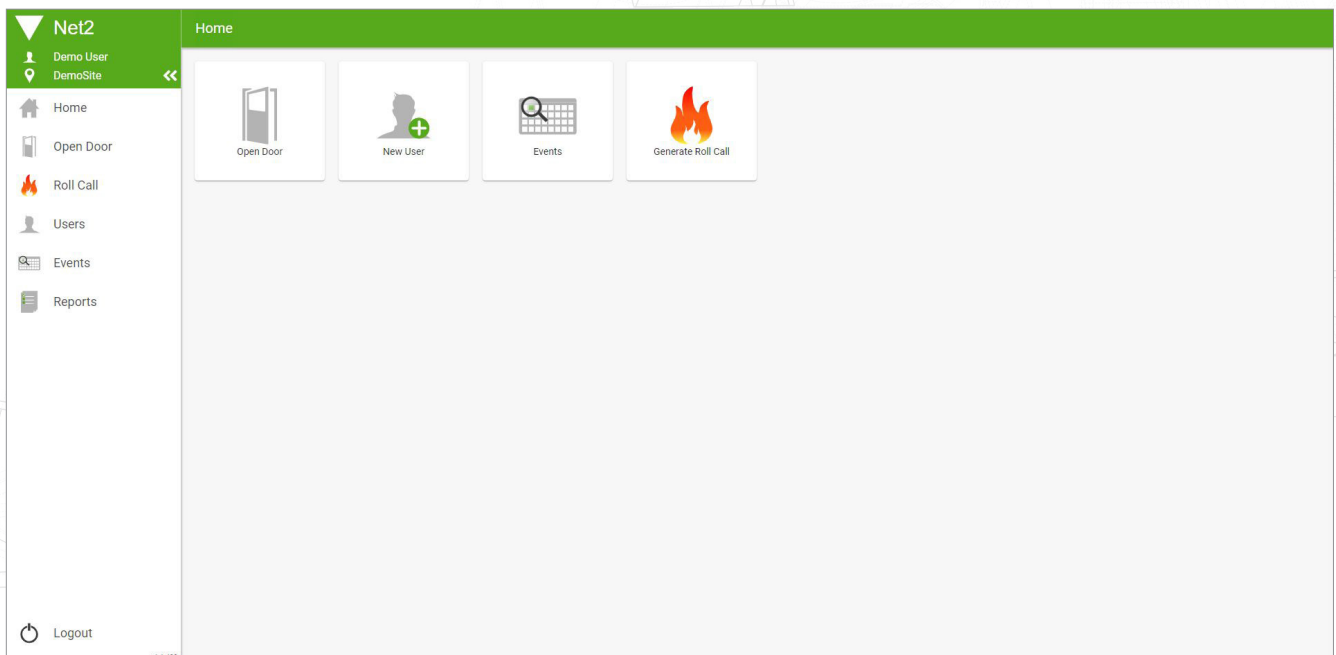 Net2
Demo User
DemoSite
Home
Open Door
Roll Call
Users
Events
Reports
Logout
Home
Open Door
New User
Events
Generate Roll Call